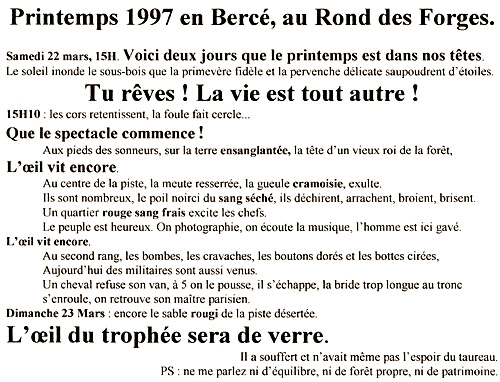 Printemps 1997 en Bercé, au Rond des Forges.
Samedi 22 mars, 15H. Voici deux jours que le printemps est dans nos têtes.
Le soleil inonde le sous-bois que la primevère fidèle et la pervenche délicate saupoudrent d'étoiles.
Tu rêves ! La vie est tout autre !
15H10 : les cors retentissent, la foule fait cercle...
Que le spectacle commence !
Aux pieds des sonneurs, sur la terre ensanglantée, la tête d'un vieux roi de la forêt,
L'œil vit encore.
Au centre de la piste, la meute resserrée, la gueule cramoisie, exulte.
Ils sont nombreux, le poil noirci du sang séché, ils déchirent, arrachent, broient, brisent.
Un quartier rouge sang frais excite les chefs.
Le peuple est heureux. On photographie, on écoute la musique, l'homme est ici gavé.
L'œil vit encore.
Au second rang, les bombes, les cravaches, les boutons dorés et les bottes cirées,
Aujourd'hui des militaires sont aussi venus.
Un cheval refuse son van, à 5 on le pousse, il s'échappe, la bride trop longue au tronc
s'enroule, on retrouve son maître parisien.
Dimanche 23 Mars : encore le sable rougi de la piste désertée.
L'œil du trophée sera de verre.
Il a souffert et n'avait même pas l'espoir du taureau.
PS : ne me parlez ni d'équilibre, ni de forêt propre, ni de patrimoine.